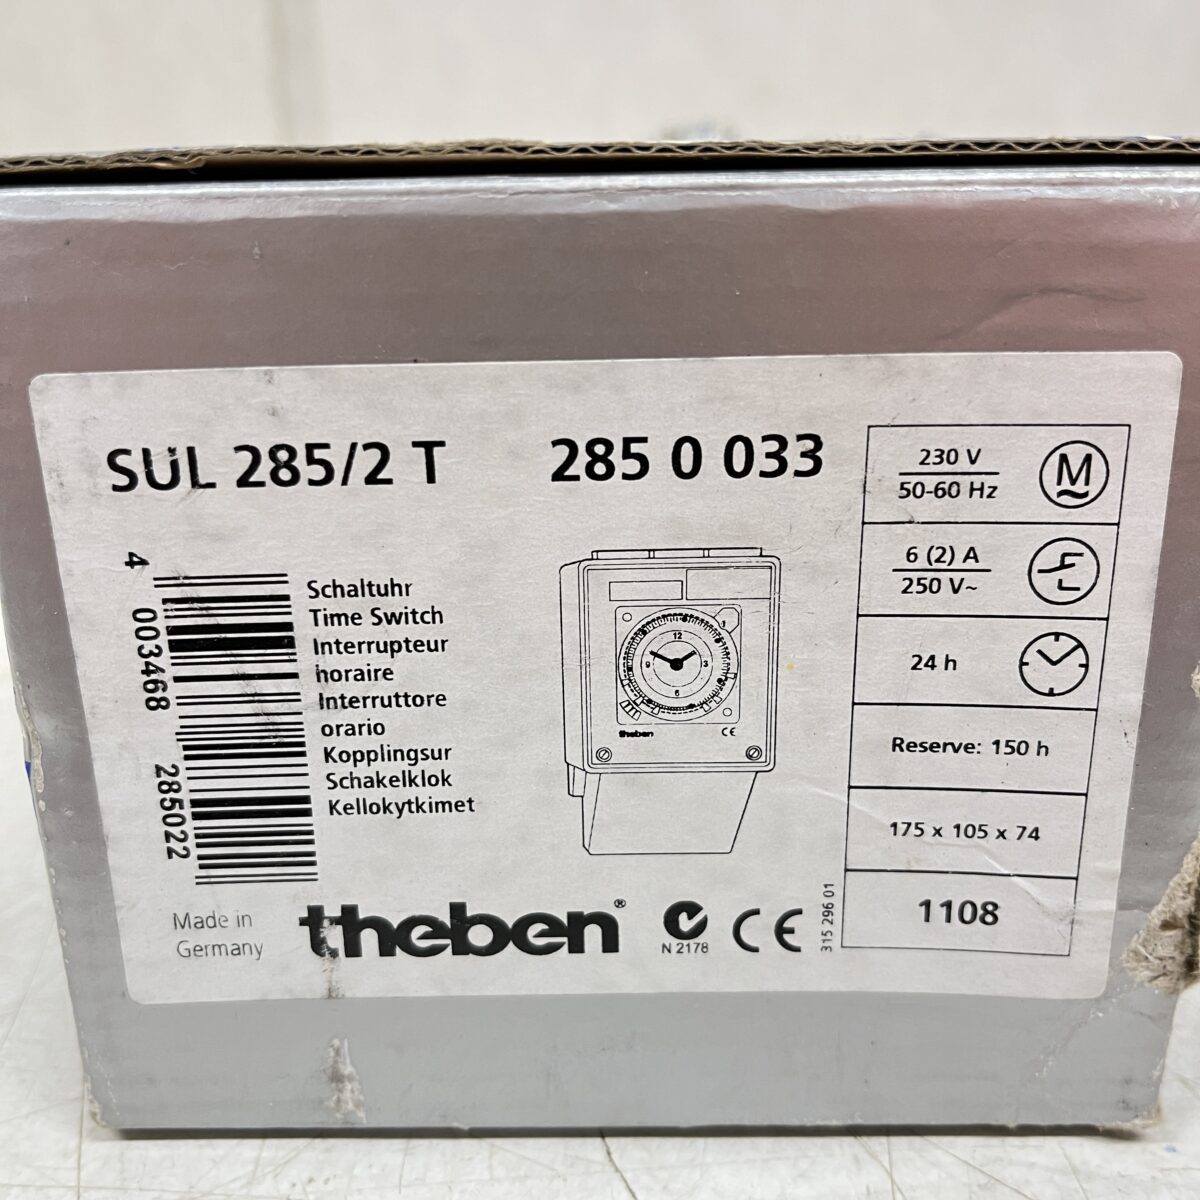 SUL 285/2 T
285 0 033
4 003468 285022
Schaltuhr
Time Switch
Interrupteur
horaire
Interruttore
orario
Kopplingsur
Schakelklok
Kellokytkimet
12
3
6
9
1
theben
CE
230 V
50-60 Hz
M
6 (2) A
250 V~
24 h
Reserve: 150 h
175 x 105 x 74
1108
Made in
Germany
theben®
N 2178
CE
315 296 01